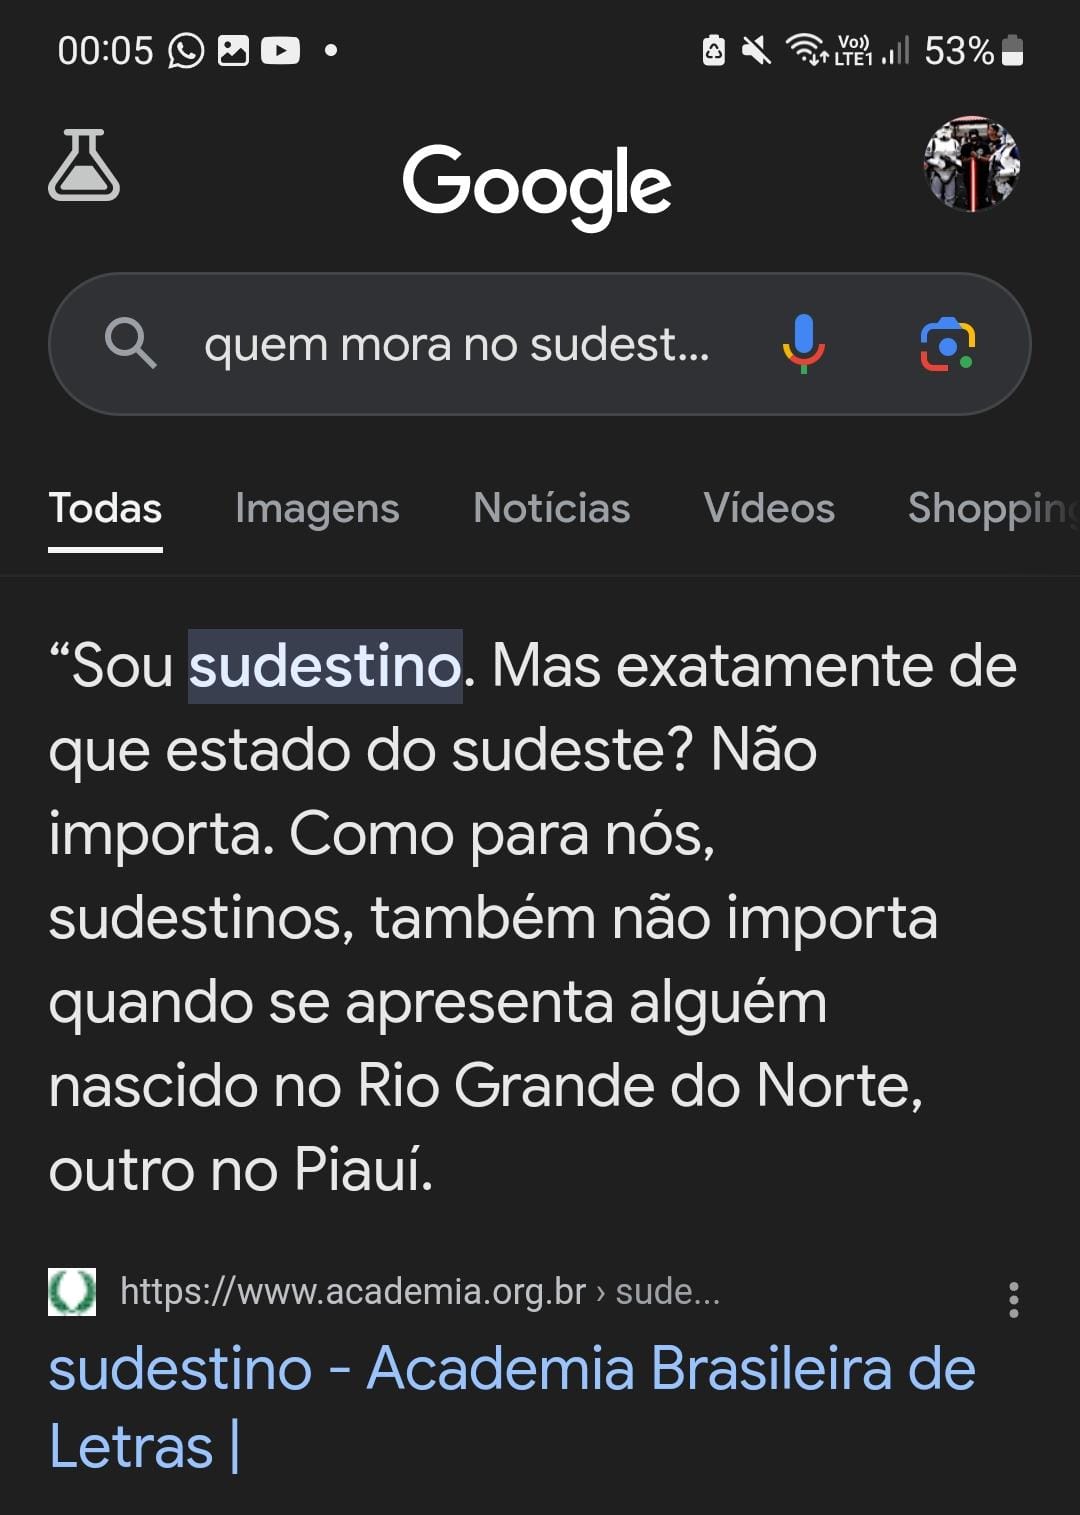 00:05 Vo)) LTE1 53%
Google
quem mora no sudest...
Todas Imagens Notícias Vídeos Shopping
“Sou sudestino. Mas exatamente de
que estado do sudeste? Não
importa. Como para nós,
sudestinos, também não importa
quando se apresenta alguém
nascido no Rio Grande do Norte,
outro no Piauí.
https://www.academia.org.br › sude...
sudestino - Academia Brasileira de
Letras |